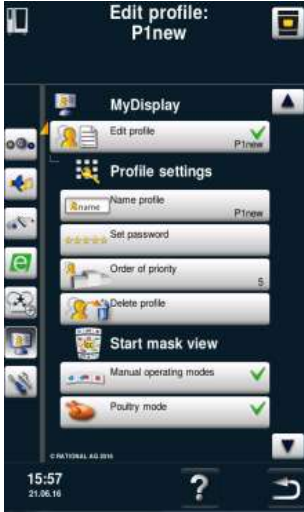 Edit profile:
P1new
MyDisplay
Edit profile
P1new
Profile settings
name
Name profile
P1new
Set password
Order of priority
5
Delete profile
Start mask view
Manual operating modes
Poultry mode
© RATIONAL AG 2016
15:57
21.06.16
?